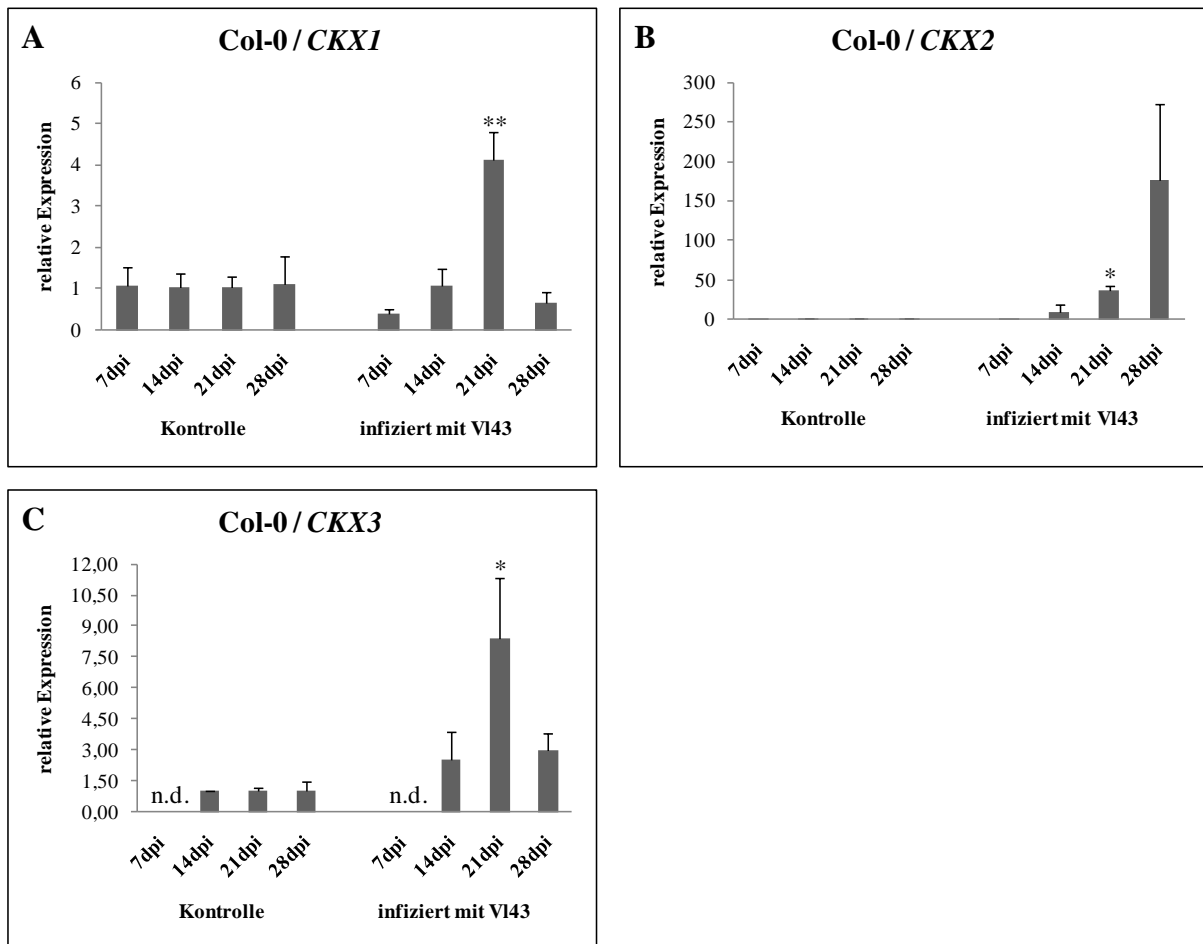 A
Col-0 / CKX1
relative Expression
6
5
4
3
2
1
0
**
7dpi
14dpi
21dpi
28dpi
7dpi
14dpi
21dpi
28dpi
Kontrolle
infiziert mit Vl43
B
Col-0 / CKX2
relative Expression
300
250
200
150
100
50
0
*
7dpi
14dpi
21dpi
28dpi
7dpi
14dpi
21dpi
28dpi
Kontrolle
infiziert mit Vl43
C
Col-0 / CKX3
relative Expression
12,00
10,50
9,00
7,50
6,00
4,50
3,00
1,50
0,00
*
n.d.
n.d.
7dpi
14dpi
21dpi
28dpi
7dpi
14dpi
21dpi
28dpi
Kontrolle
infiziert mit Vl43